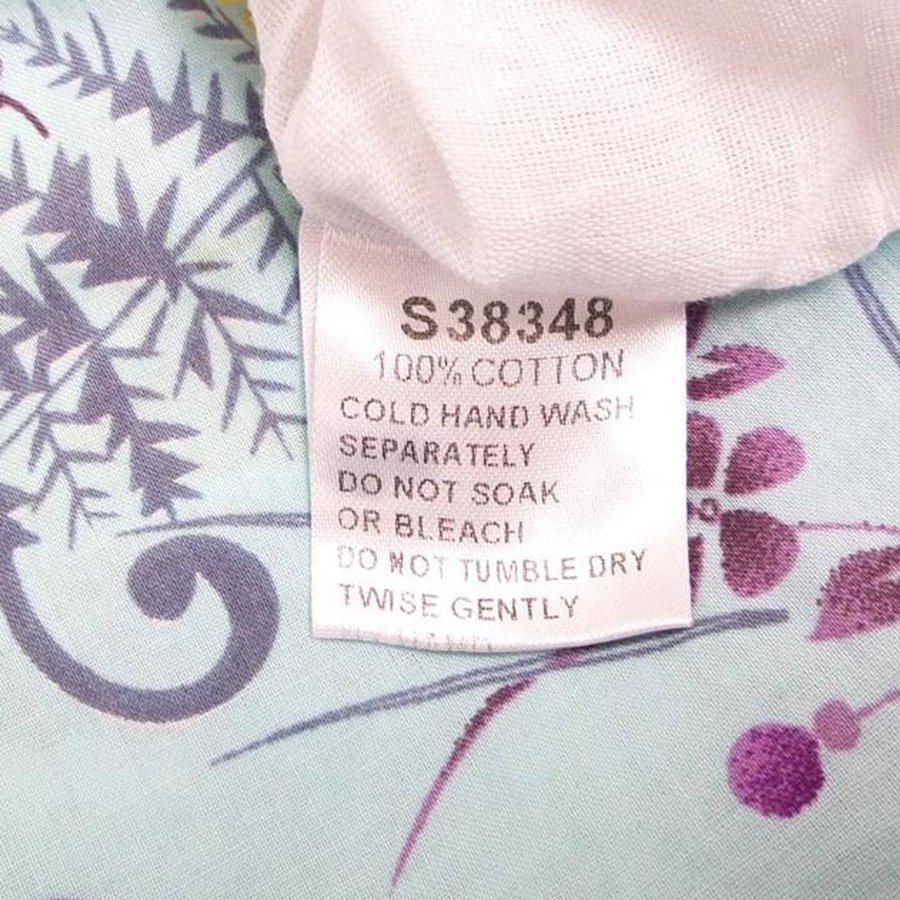 S38348
100% COTTON
COLD HAND WASH
SEPARATELY
DO NOT SOAK
OR BLEACH
DO NOT TUMBLE DRY
TWISE GENTLY